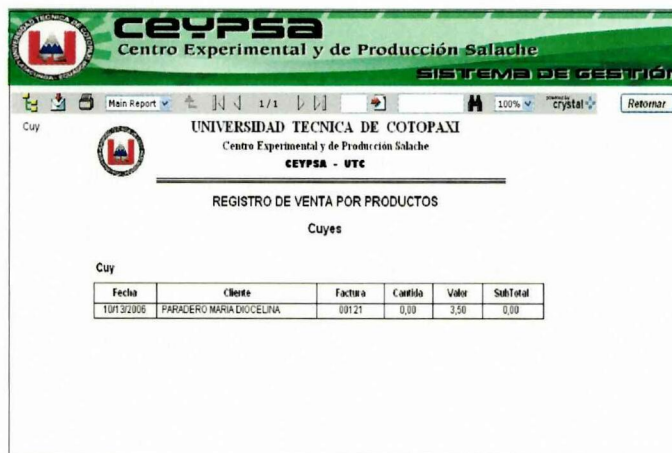 CEYPSA
Centro Experimental y de Producción Salache
SISTEMA DE GESTIÓN
Main Report 1/1 100% crystal Retornar
Cuy
UNIVERSIDAD TECNICA DE COTOPAXI
Centro Experimental y de Producción Salache
CEYPSA - UTC
REGISTRO DE VENTA POR PRODUCTOS
Cuyes
Cuy
Fecha Cliente Factura Cantida Valor SubTotal
10/13/2006 PARADERO MARIA DIOCELINA 00121 0,00 3,50 0,00